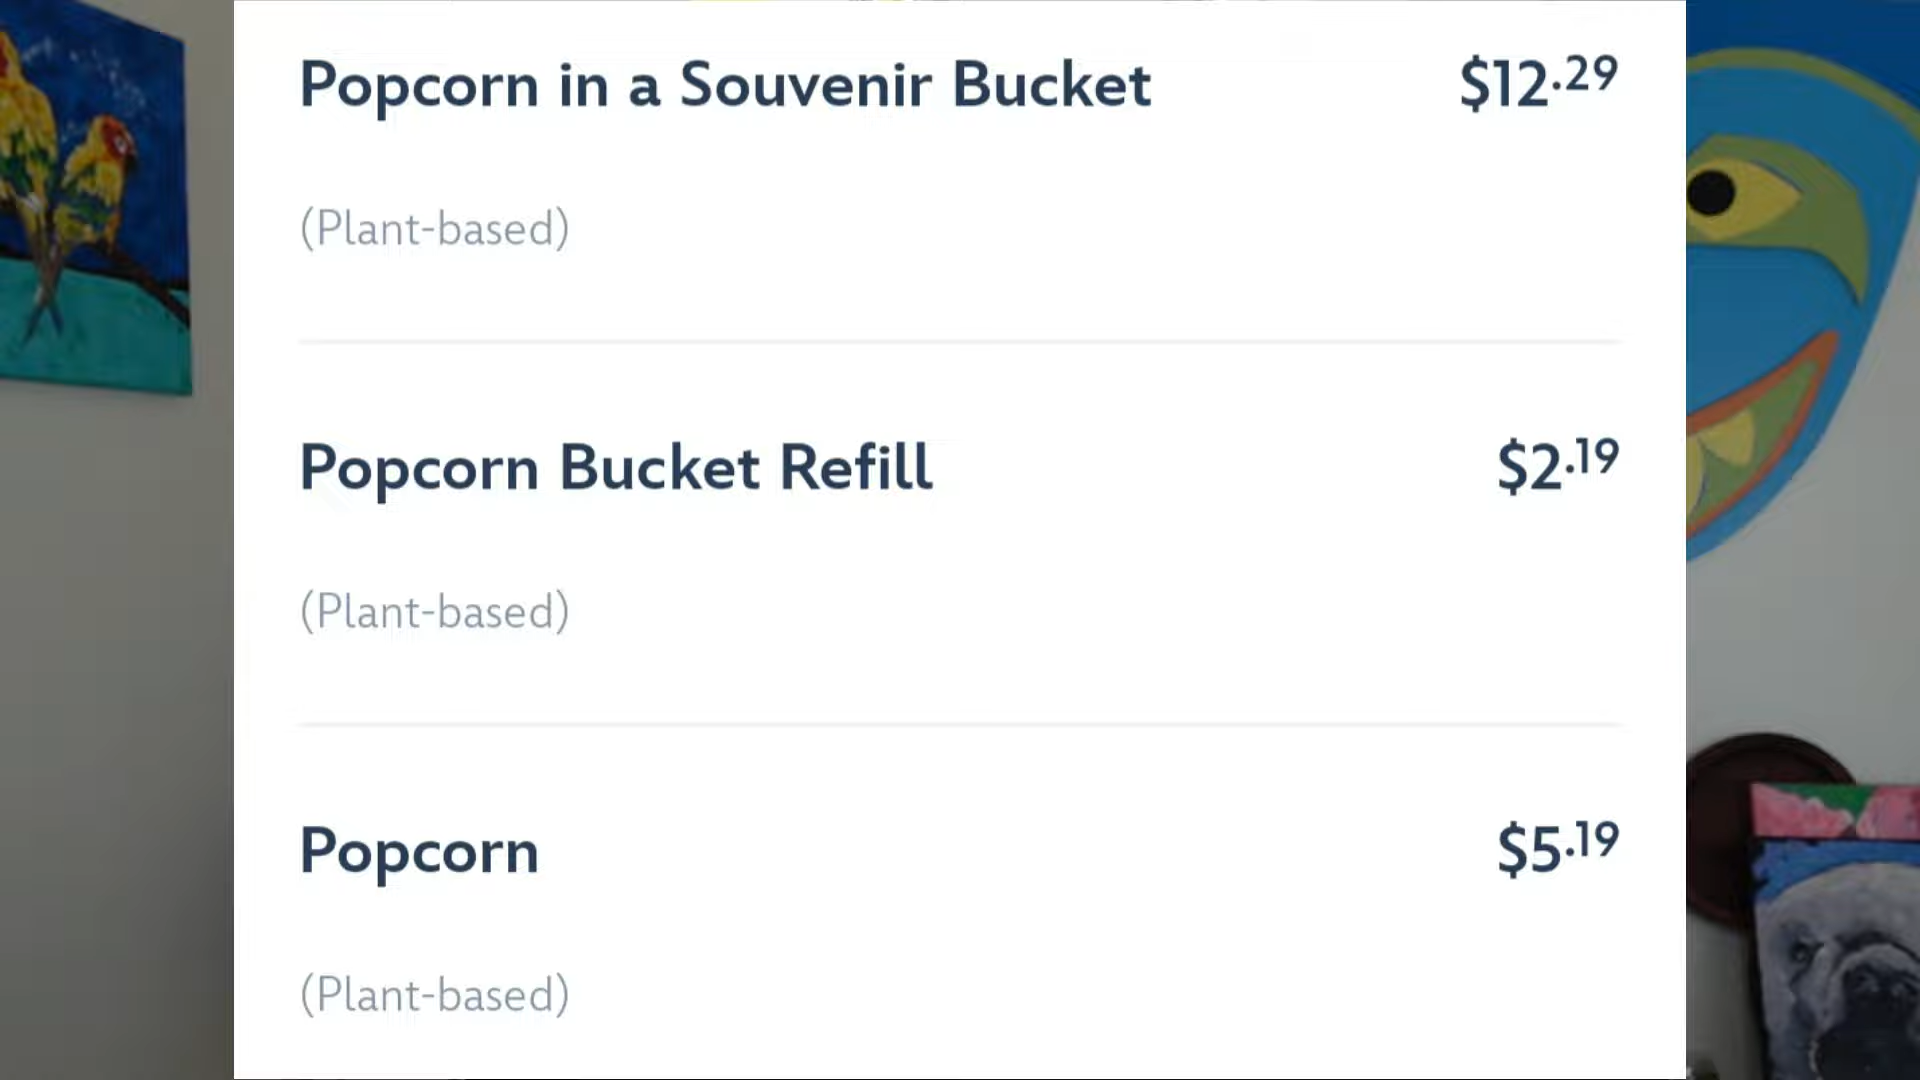 Popcorn in a Souvenir Bucket $12.29
(Plant-based)
Popcorn Bucket Refill $2.19
(Plant-based)
Popcorn $5.19
(Plant-based)